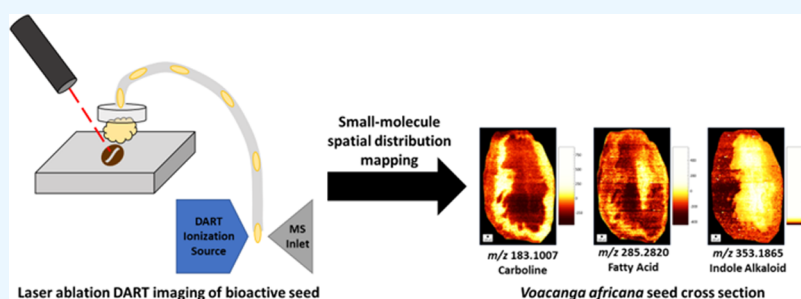 Small-molecule
spatial distribution
mapping
DART
Ionization
Source
MS
Inlet
m/z 183.1007
Carboline
m/z 285.2820
Fatty Acid
m/z 353.1865
Indole Alkaloid
Laser ablation DART imaging of bioactive seed
Voacanga africana seed cross section